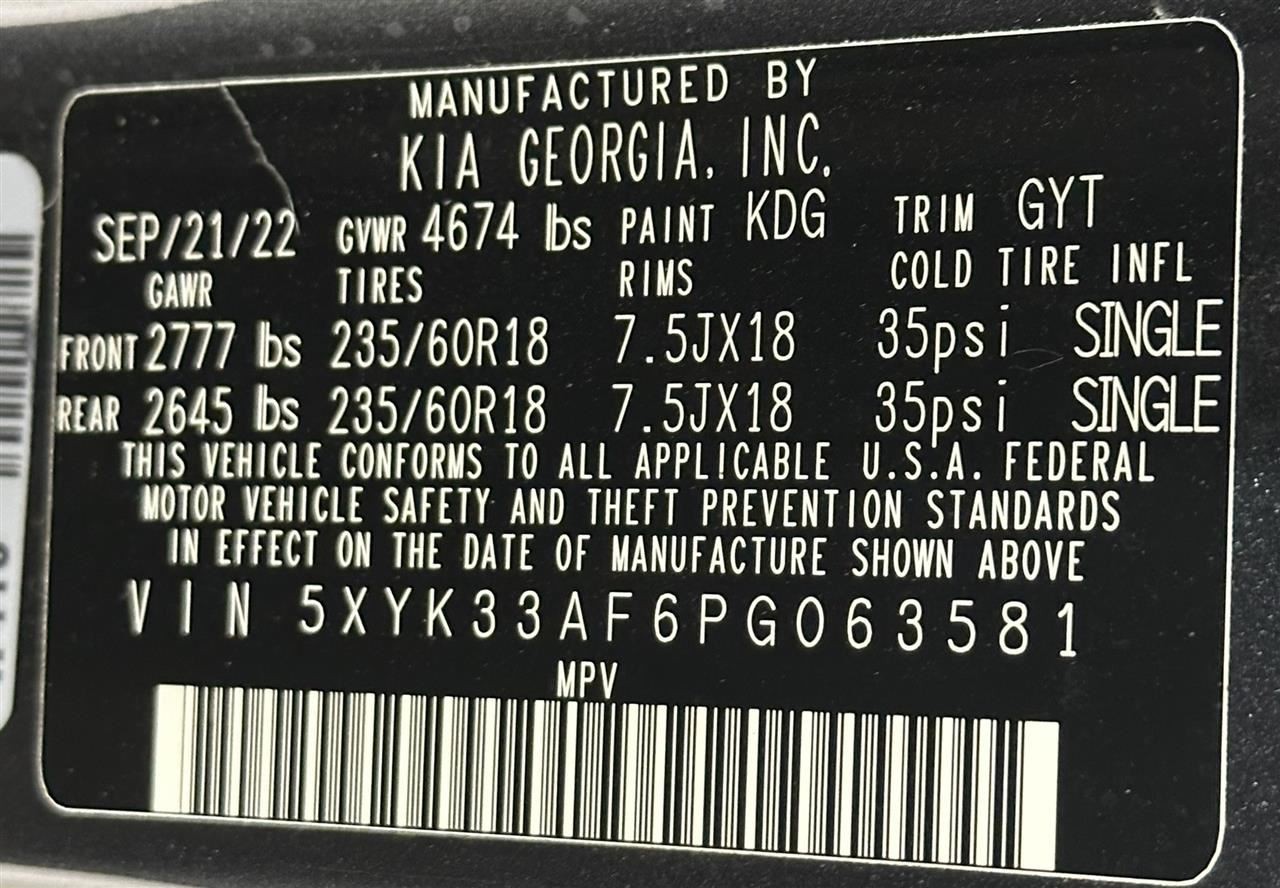 MANUFACTURED BY
KIA GEORGIA, INC.
SEP/21/22 GVWR 4674 lbs PAINT KDG TRIM GYT
GAWR TIRES RIMS COLD TIRE INFL
FRONT 2777 lbs 235/60R18 7.5JX18 35psi SINGLE
REAR 2645 lbs 235/60R18 7.5JX18 35psi SINGLE
THIS VEHICLE CONFORMS TO ALL APPLICABLE U.S.A. FEDERAL
MOTOR VEHICLE SAFETY AND THEFT PREVENTION STANDARDS
IN EFFECT ON THE DATE OF MANUFACTURE SHOWN ABOVE
VIN 5XYK33AF6PG063581
MPV